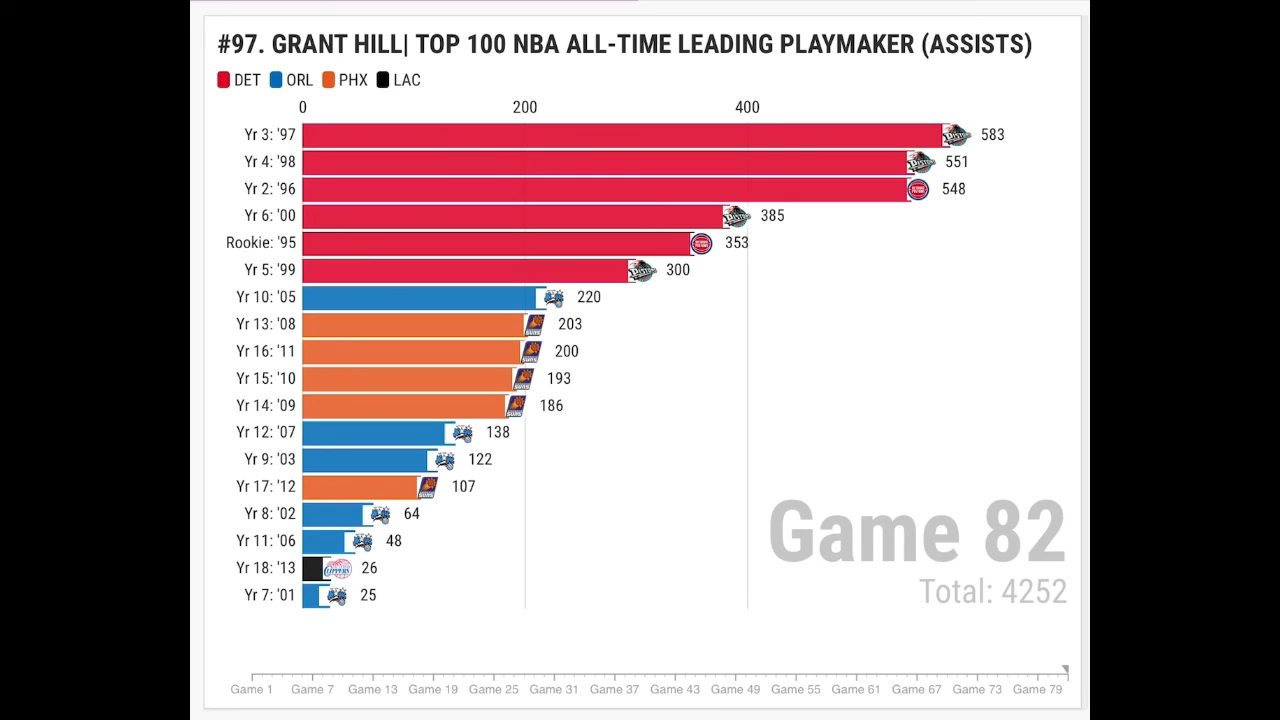 #97. GRANT HILL| TOP 100 NBA ALL-TIME LEADING PLAYMAKER (ASSISTS)
DET ORL PHX LAC
0 200 400
Yr 3: '97 583
Yr 4: '98 551
Yr 2: '96 548
Yr 6: '00 385
Rookie: '95 353
Yr 5: '99 300
Yr 10: '05 220
Yr 13: '08 203
Yr 16: '11 200
Yr 15: '10 193
Yr 14: '09 186
Yr 12: '07 138
Yr 9: '03 122
Yr 17: '12 107
Yr 8: '02 64
Yr 11: '06 48
Yr 18: '13 CLIPPERS 26
Yr 7: '01 25
Game 82
Total: 4252
Game 1 Game 7 Game 13 Game 19 Game 25 Game 31 Game 37 Game 43 Game 49 Game 55 Game 61 Game 67 Game 73 Game 79